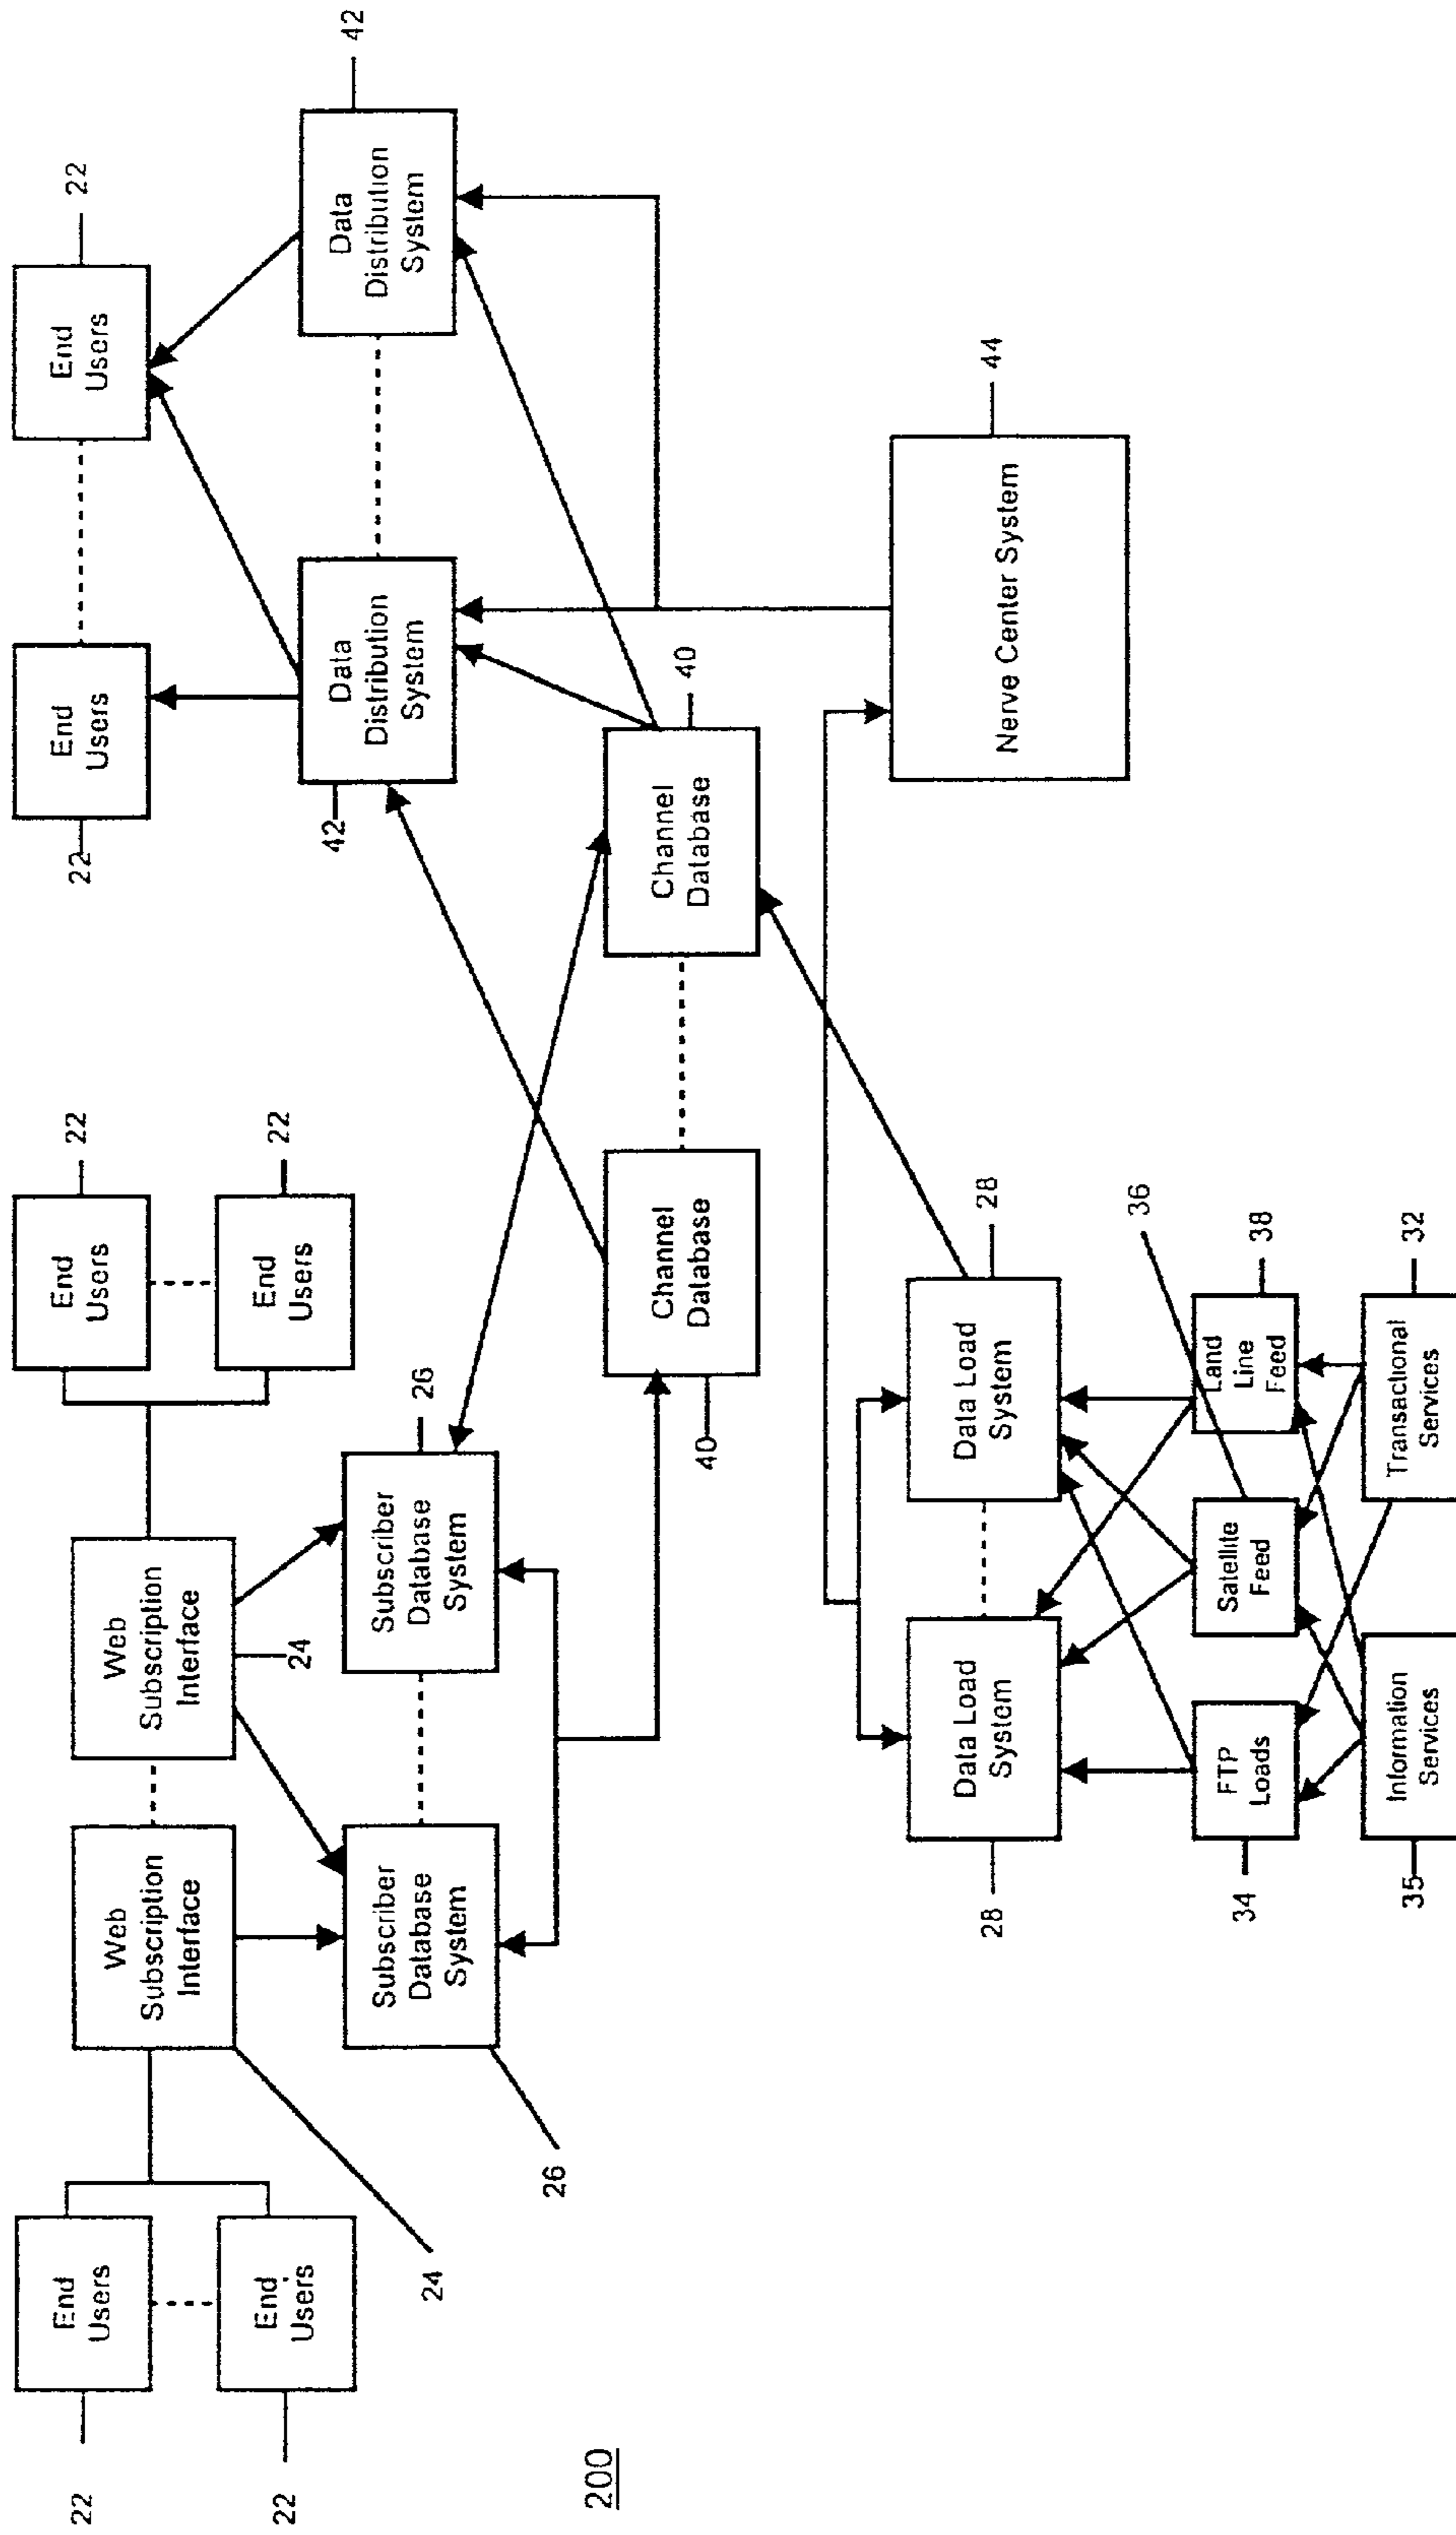 22
22
End
Users
End
Users
24
Web
Subscription
Interface
Web
Subscription
Interface
24
End
Users
22
End
Users
22
26
Subscriber
Database
System
Subscriber
Database
System
26
22
End
Users
End
Users
22
42
Data
Distribution
System
Data
Distribution
System
42
40
Channel
Database
Channel
Database
40
200
28
Data Load
System
Data Load
System
28
Nerve Center System
44
34
FTP
Loads
Satellite
Feed
36
Land
Line
Feed
38
35
Information
Services
Transactional
Services
32